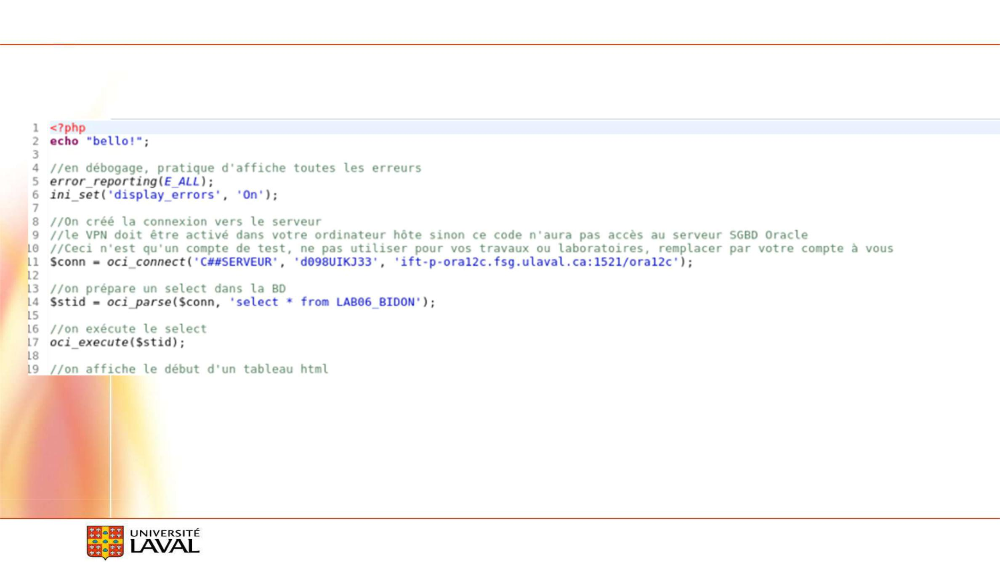 1 <?php
2 echo "bello!";
3
4 //en débogage, pratique d'affiche toutes les erreurs
5 error_reporting(E_ALL);
6 ini_set('display_errors', 'On');
7
8 //On créé la connexion vers le serveur
9 //le VPN doit être activé dans votre ordinateur hôte sinon ce code n'aura pas accès au serveur SGBD Oracle
10 //Ceci n'est qu'un compte de test, ne pas utiliser pour vos travaux ou laboratoires, remplacer par votre compte à vous
11 $conn = oci_connect('C##SERVEUR', 'd098UIKJ33', 'ift-p-ora12c.fsg.ulaval.ca:1521/ora12c');
12
13 //on prépare un select dans la BD
14 $stid = oci_parse($conn, 'select * from LAB06_BIDON');
15
16 //on exécute le select
17 oci_execute($stid);
18
19 //on affiche le début d'un tableau html
UNIVERSITÉ
LAVAL